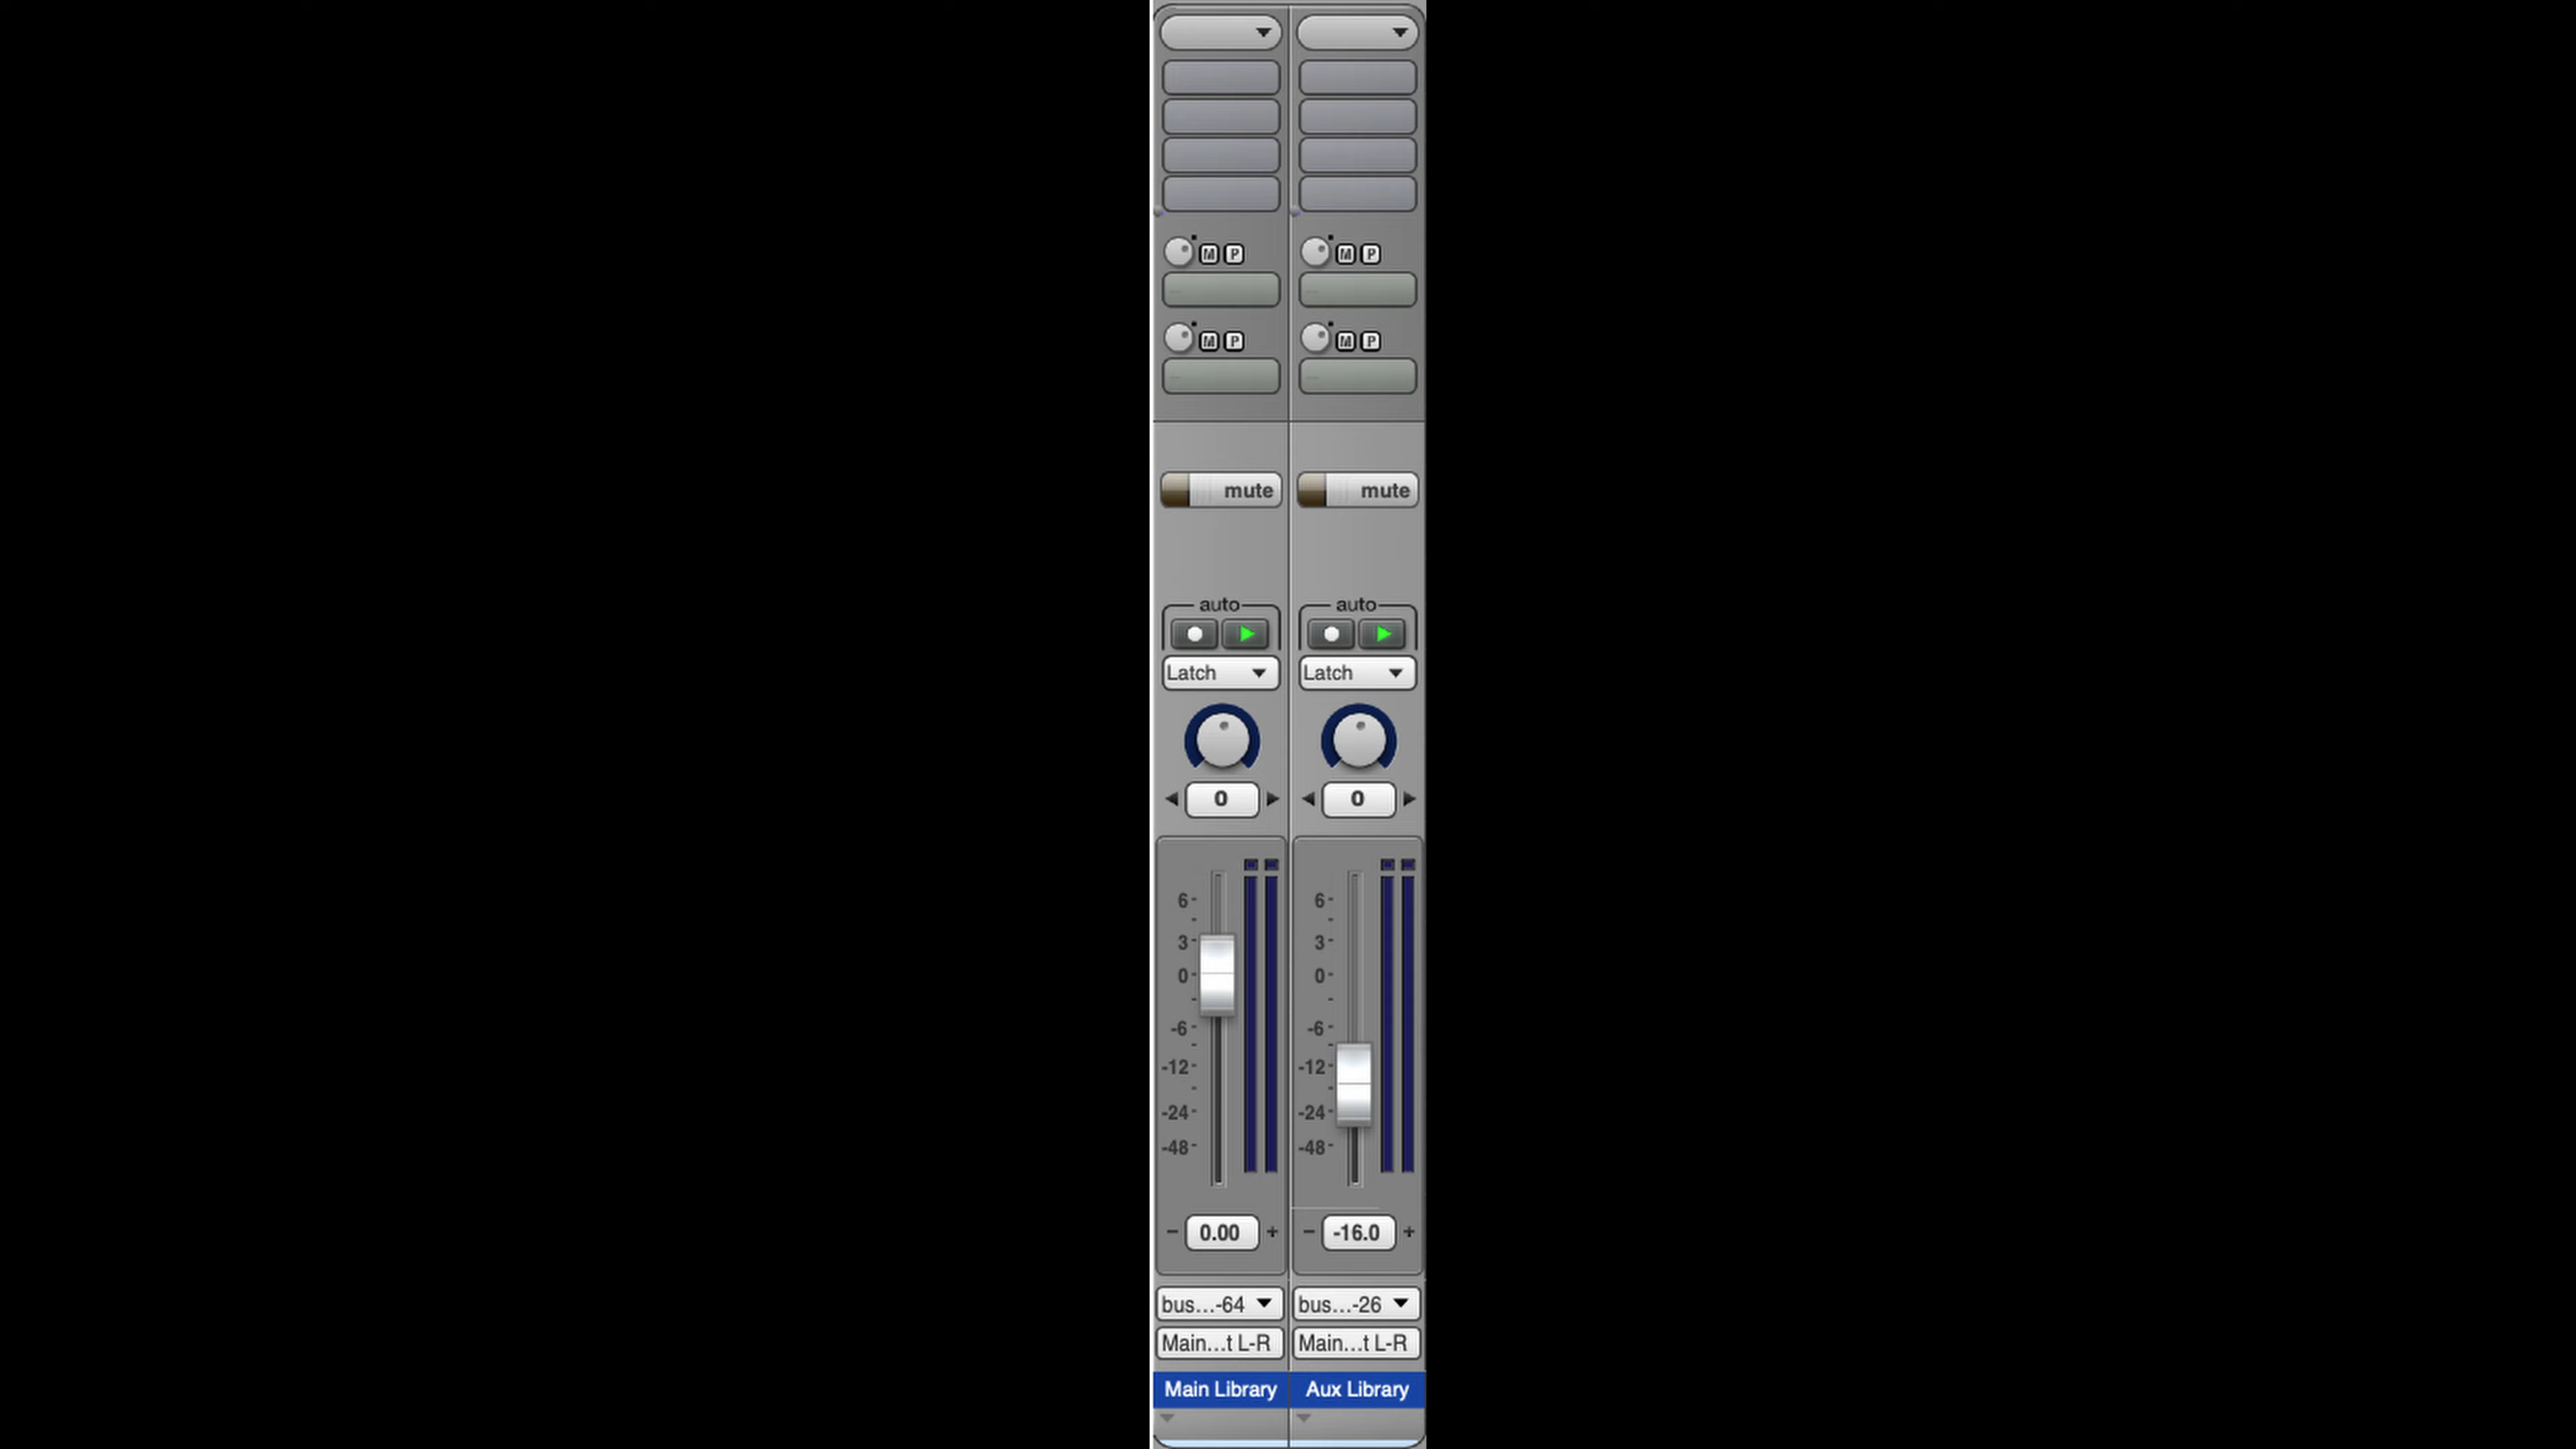 M P M P
M P M P
mute mute
auto auto
Latch Latch
0 0
6 6
3 3
0 0
-6 -6
-12 -12
-24 -24
-48 -48
- 0.00 + - -16.0 +
bus...-64 bus...-26
Main...t L-R Main...t L-R
Main Library Aux Library